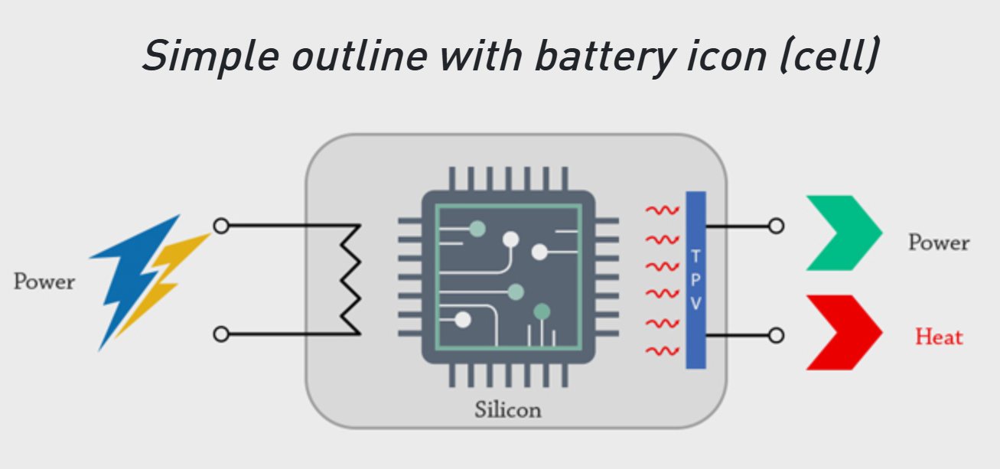 Simple outline with battery icon (cell)
Power
Silicon
T
P
V
Power
Heat